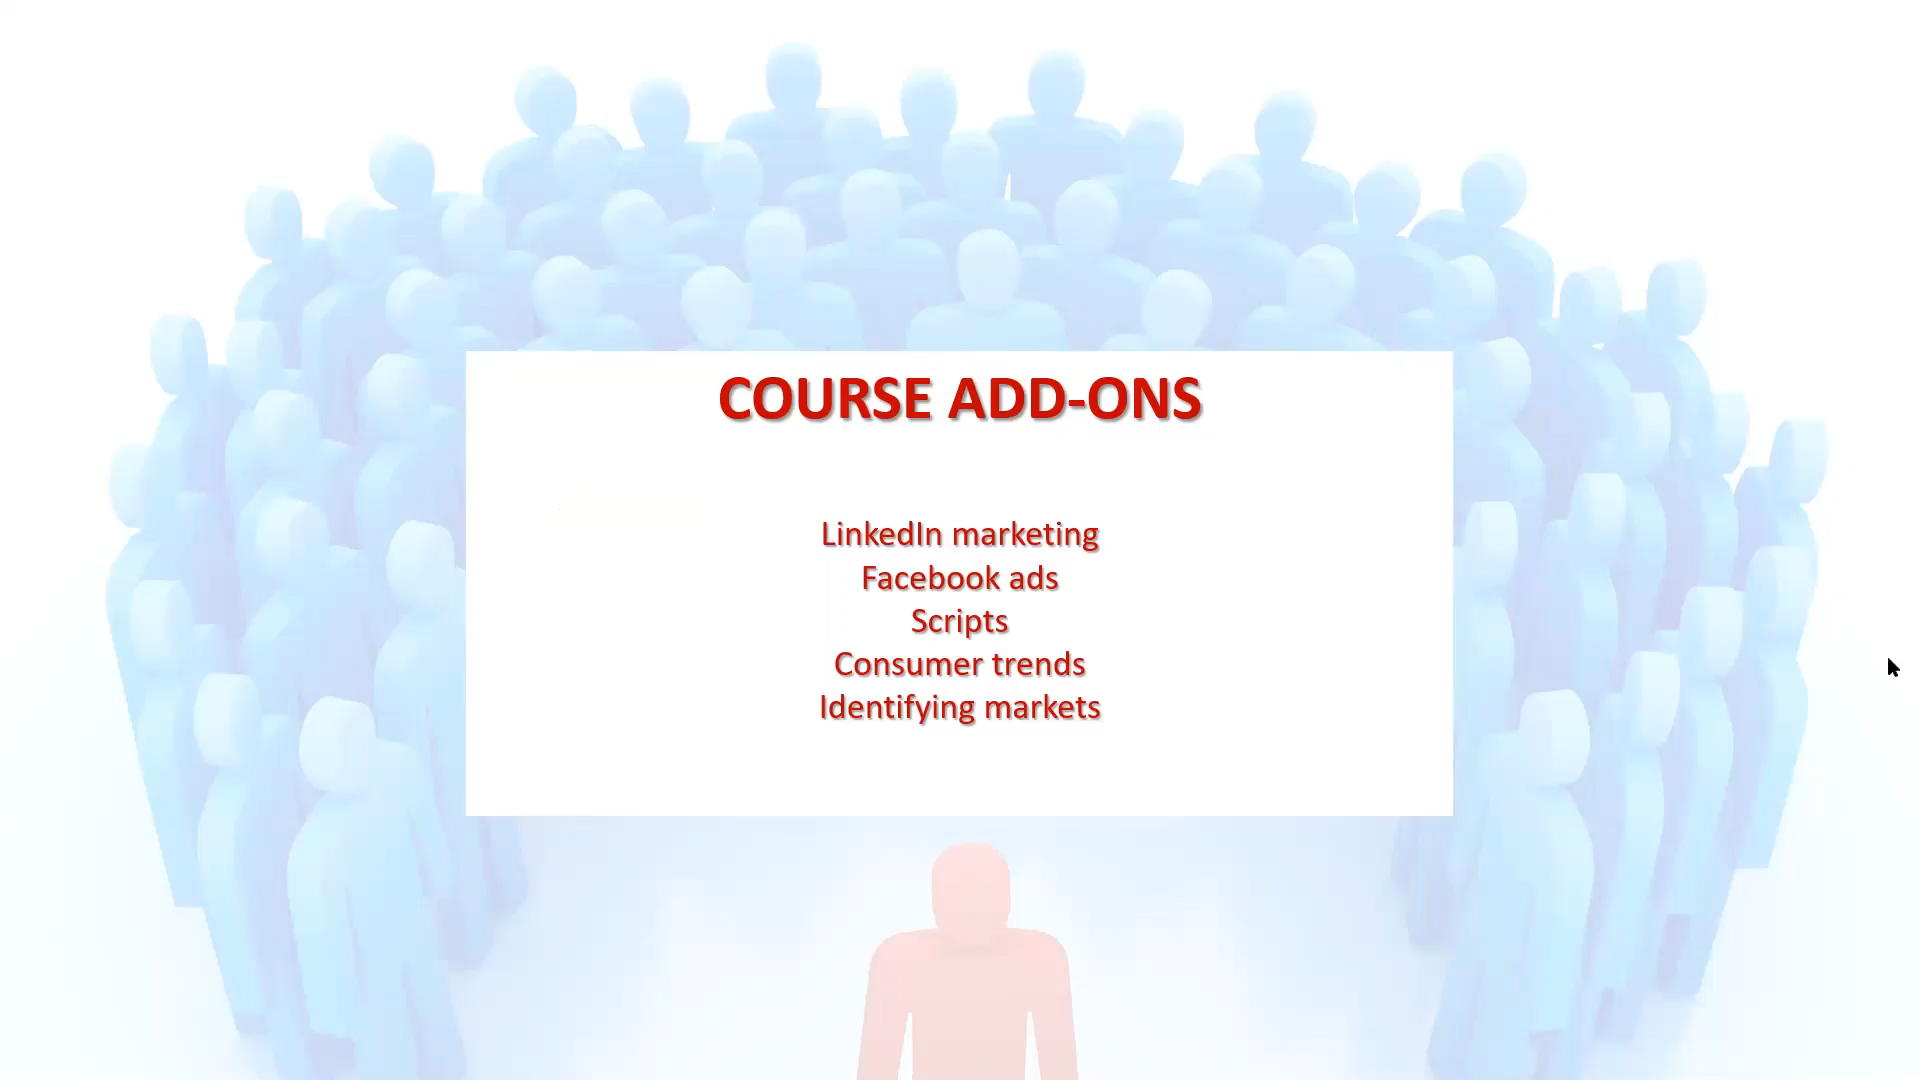 COURSE ADD-ONS
LinkedIn marketing
Facebook ads
Scripts
Consumer trends
Identifying markets